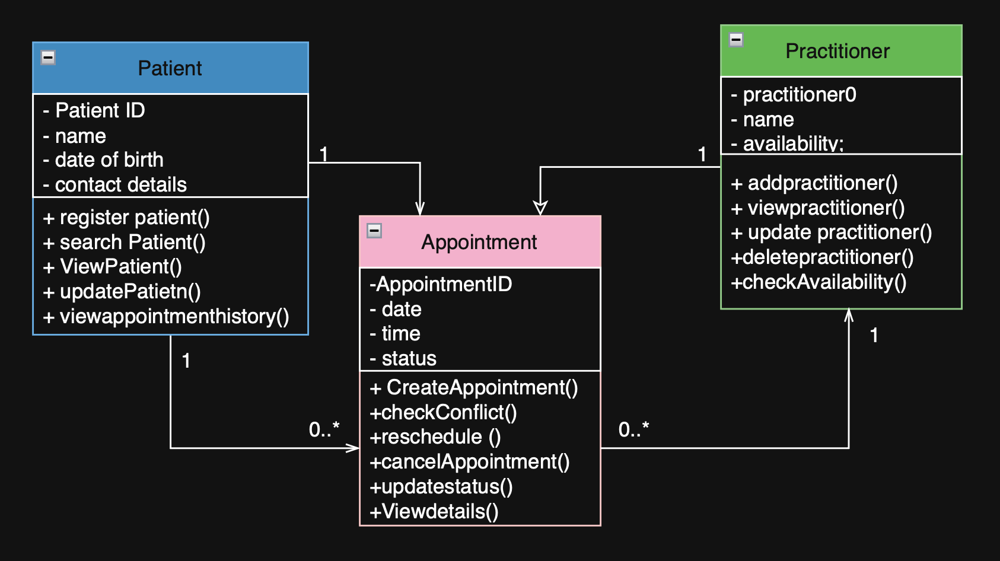 Patient
- Patient ID
- name
- date of birth
- contact details
+ register patient()
+ search Patient()
+ ViewPatient()
+ updatePatietn()
+ viewappointmenthistory()
1
1
0..*
Appointment
-AppointmentID
- date
- time
- status
+ CreateAppointment()
+checkConflict()
+reschedule ()
+cancelAppointment()
+updatestatus()
+Viewdetails()
Practitioner
- practitioner0
- name
- availability;
+ addpractitioner()
+ viewpractitioner()
+ update practitioner()
+deletepractitioner()
+checkAvailability()
1
1
0..*